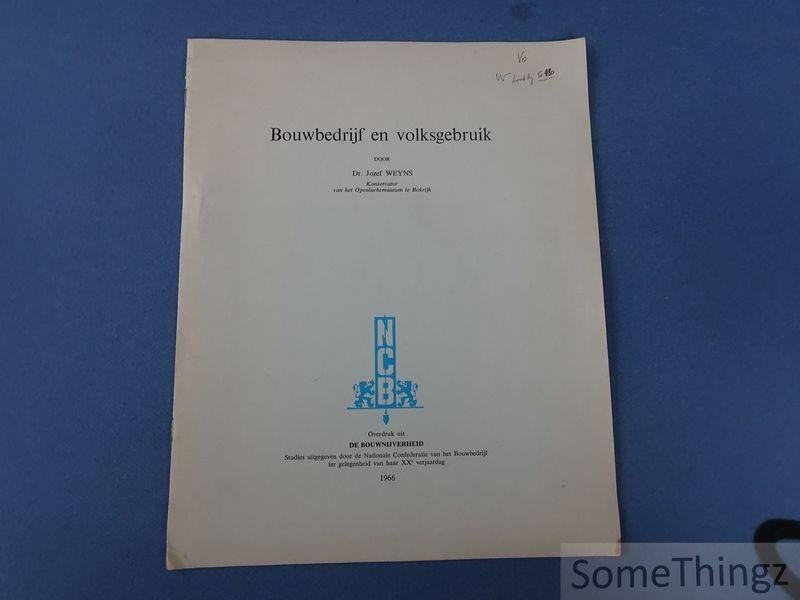 Vo
Bouwbedrijf en volksgebruik
DOOR
Dr. Jozef WEYNS
Konservator
van het Openluchtmuseum te Bokrijk
NCB
Overdruk uit
DE BOUWNIJVERHEID
Studies uitgegeven door de Nationale Confederatie van het Bouwbedrijf
ter gelegenheid van haar XXe verjaardag
1966
SomeThingz